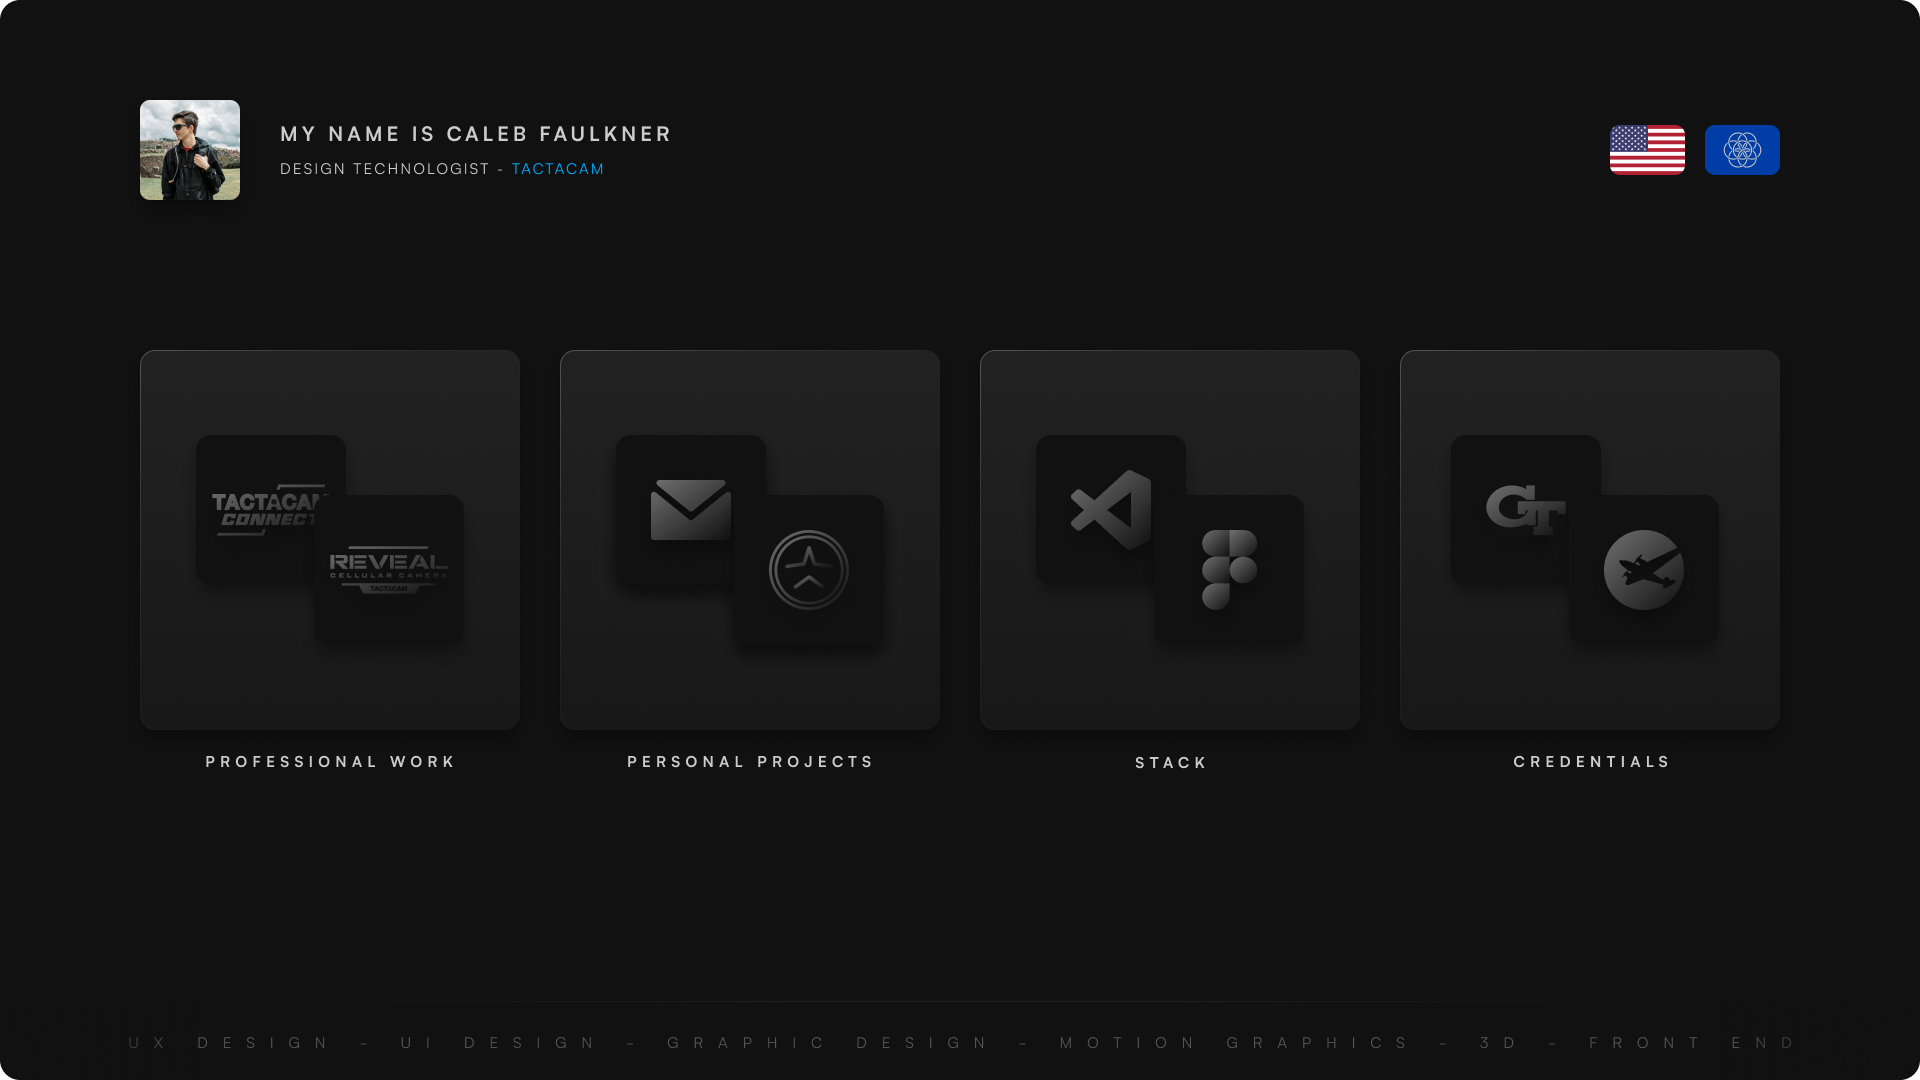 MY NAME IS CALEB FAULKNER
DESIGN TECHNOLOGIST - TACTACAM
TACTACAM
CONNECT
REVEAL
CELLULAR CAMERA
TACTACAM
GT
PROFESSIONAL WORK
PERSONAL PROJECTS
STACK
CREDENTIALS
UX DESIGN - UI DESIGN - GRAPHIC DESIGN - MOTION GRAPHICS - 3D - FRONT END